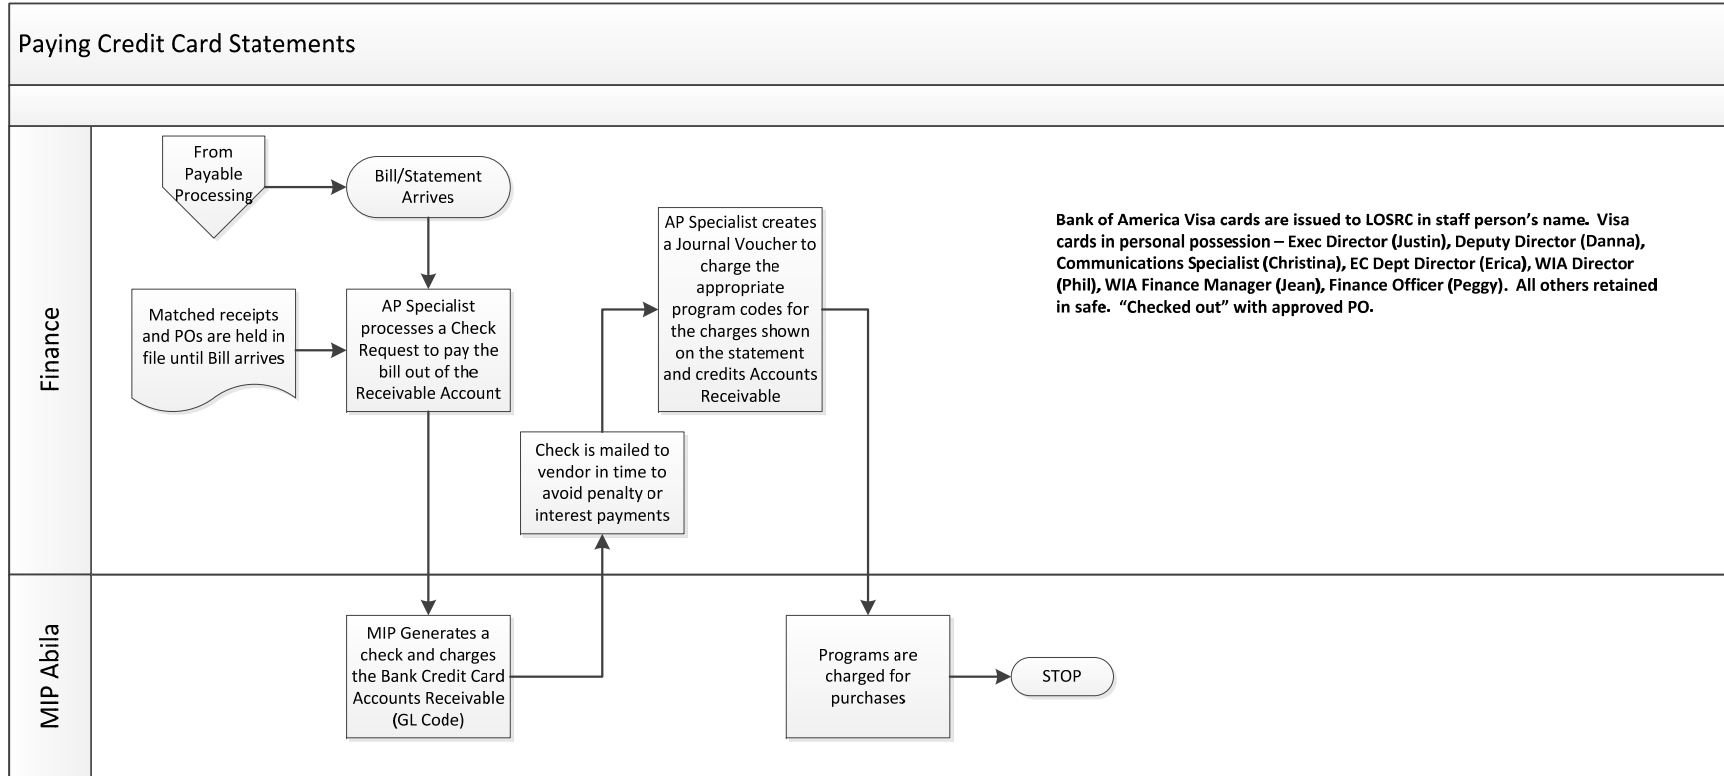 Paying Credit Card Statements
Finance
From
Payable
Processing
Bill/Statement
Arrives
Matched receipts
and POs are held in
file until Bill arrives
AP Specialist
processes a Check
Request to pay the
bill out of the
Receivable Account
AP Specialist creates
a Journal Voucher to
charge the
appropriate
program codes for
the charges shown
on the statement
and credits Accounts
Receivable
Check is mailed to
vendor in time to
avoid penalty or
interest payments
Bank of America Visa cards are issued to LOSRC in staff person’s name.  Visa
cards in personal possession – Exec Director (Justin), Deputy Director (Danna),
Communications Specialist (Christina), EC Dept Director (Erica), WIA Director
(Phil), WIA Finance Manager (Jean), Finance Officer (Peggy).  All others retained
in safe.  “Checked out” with approved PO.
MIP Abila
MIP Generates a
check and charges
the Bank Credit Card
Accounts Receivable
(GL Code)
Programs are
charged for
purchases
STOP